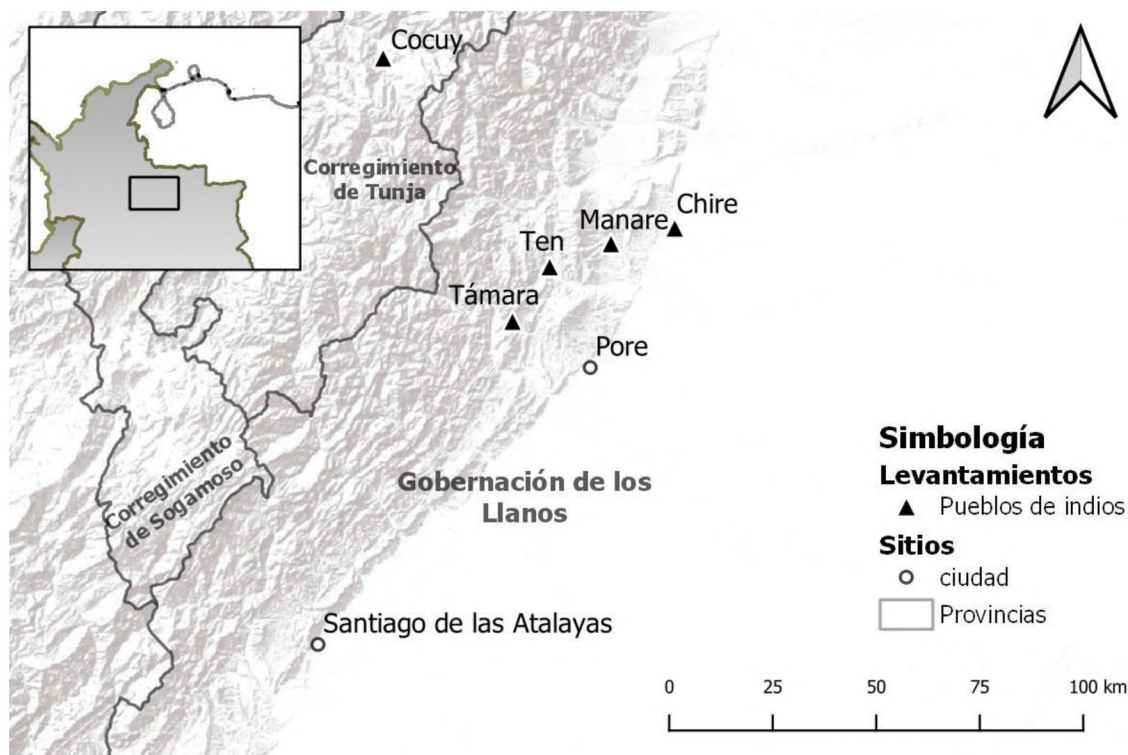 Cocuy
Corregimiento
de Tunja
Chire
Manare
Ten
Támara
Pore
Corregimiento
de Sogamoso
Gobernación de los
Llanos
Santiago de las Atalayas
Simbología
Levantamientos
Pueblos de indios
Sitios
ciudad
Provincias
0 25 50 75 100 km